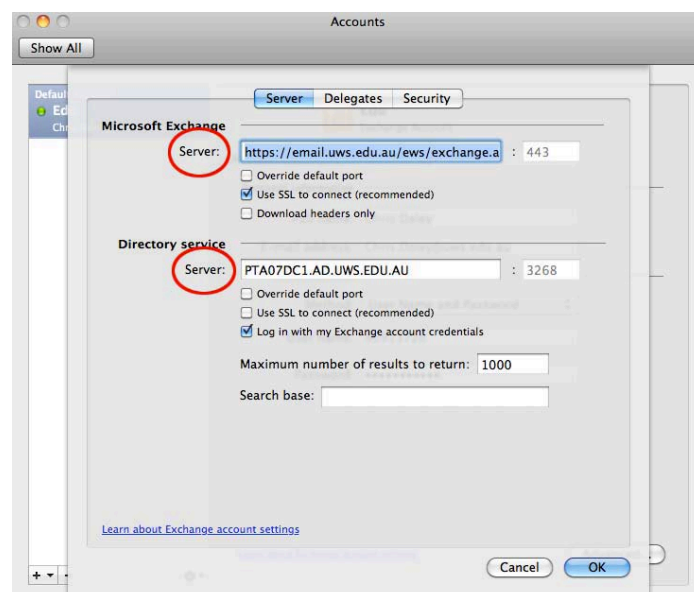 Accounts
Show All
Server Delegates Security
Default
Microsoft Exchange
Server: https://email.uws.edu.au/ews/exchange.a : 443
Override default port
Use SSL to connect (recommended)
Download headers only
Directory service
Server: PTA07DC1.AD.UWS.EDU.AU : 3268
Override default port
Use SSL to connect (recommended)
Log in with my Exchange account credentials
Maximum number of results to return: 1000
Search base:
Learn about Exchange account settings
Cancel OK